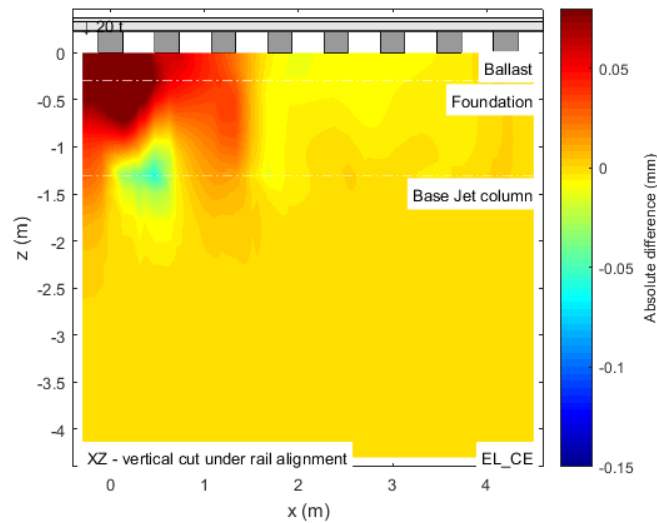 ↓ 20 t
0
-0.5
-1
-1.5
-2
-2.5
-3
-3.5
-4
z (m)
Ballast
Foundation
Base Jet column
XZ - vertical cut under rail alignment
EL_CE
0
1
2
3
4
x (m)
0.05
0
-0.05
-0.1
-0.15
Absolute difference (mm)